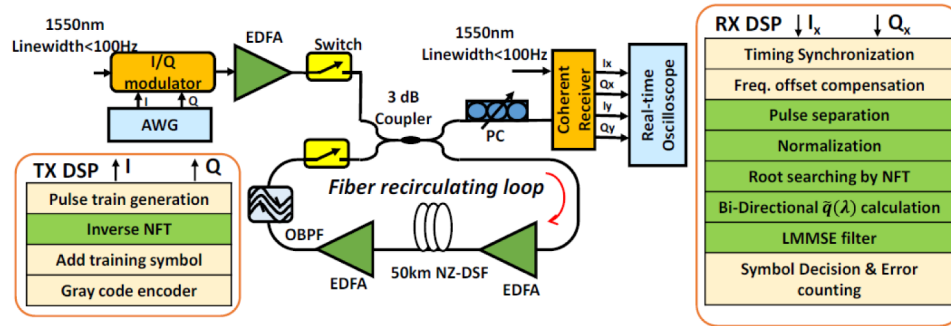 1550nm
Linewidth<100Hz
I/Q
modulator
I
Q
AWG
EDFA
Switch
3 dB
Coupler
1550nm
Linewidth<100Hz
PC
Coherent
Receiver
Ix
Qx
Iy
Qy
Real-time
Oscilloscope
Fiber recirculating loop
OBPF
EDFA
50km NZ-DSF
EDFA
TX DSP
I
Q
Pulse train generation
Inverse NFT
Add training symbol
Gray code encoder
RX DSP
Iₓ
Qₓ
Timing Synchronization
Freq. offset compensation
Pulse separation
Normalization
Root searching by NFT
Bi-Directional q̃(λ) calculation
LMMSE filter
Symbol Decision & Error
counting